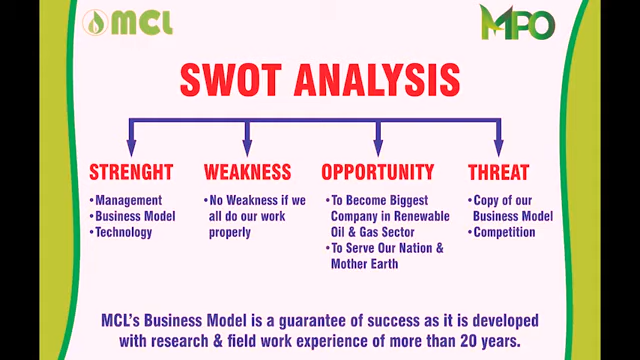 MCL
MPO
SWOT ANALYSIS
STRENGHT
• Management
• Business Model
• Technology
WEAKNESS
• No Weakness if we
all do our work
properly
OPPORTUNITY
• To Become Biggest
Company in Renewable
Oil & Gas Sector
• To Serve Our Nation &
Mother Earth
THREAT
• Copy of our
Business Model
• Competition
MCL's Business Model is a guarantee of success as it is developed
with research & field work experience of more than 20 years.